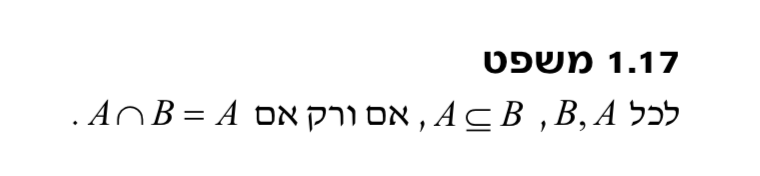 1.17 משפט
לכל A ,B , A ⊆ B , אם ורק אם A ∩ B = A .